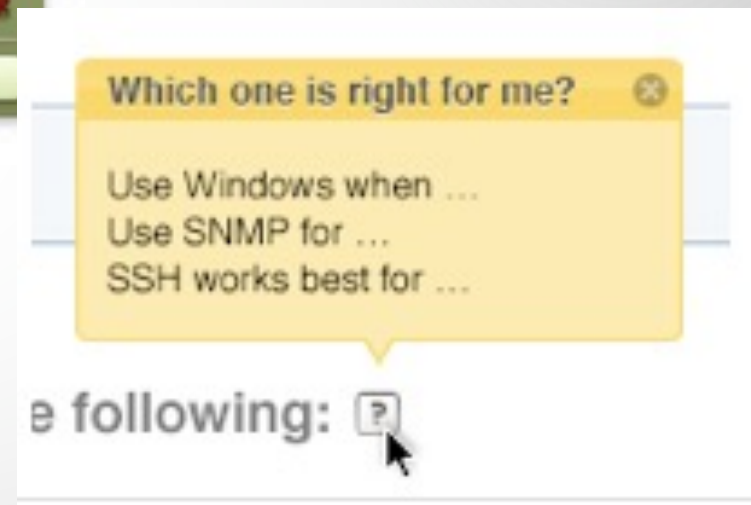 Which one is right for me?
Use Windows when ...
Use SNMP for ...
SSH works best for ...
e following: ?